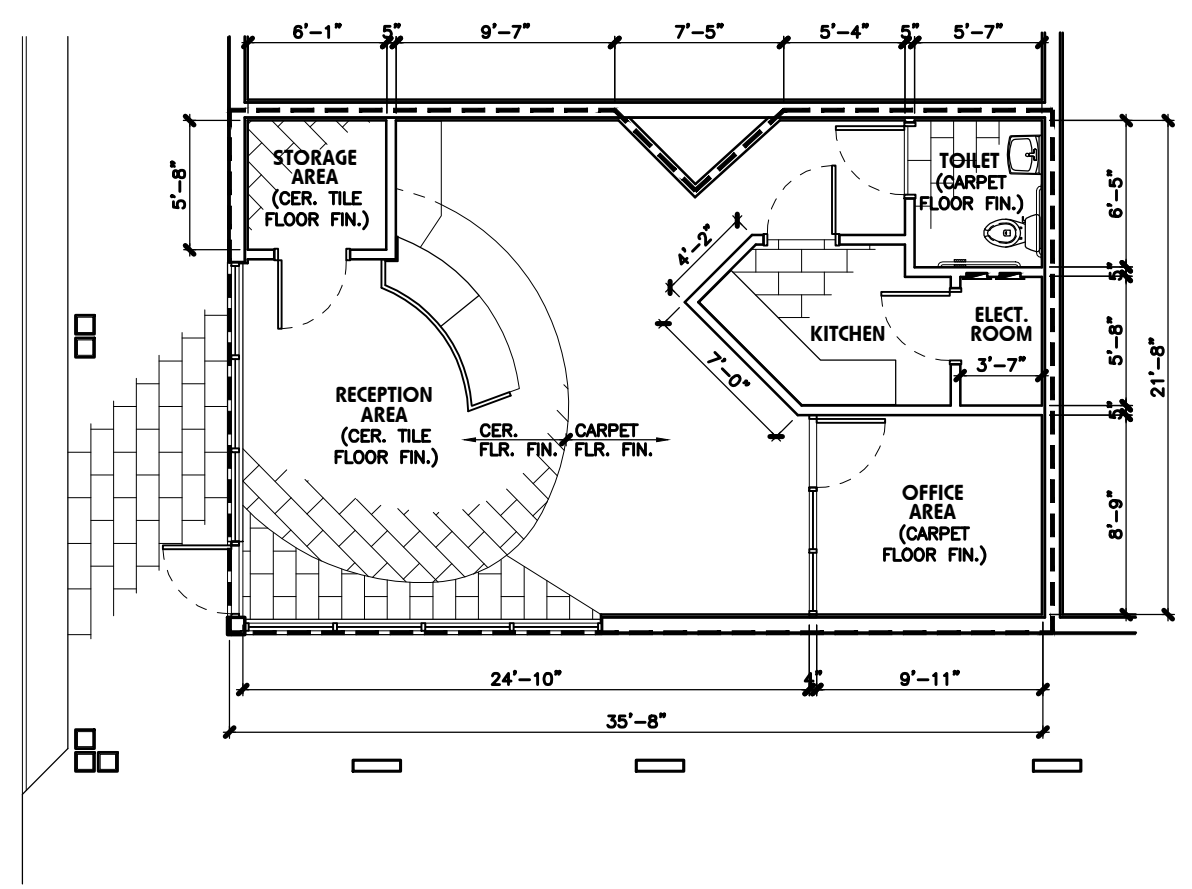 6'-1"
5"
9'-7"
7'-5"
5'-4"
5"
5'-7"
5'-8"
STORAGE
AREA
(CER. TILE
FLOOR FIN.)
TOILET
(CARPET
FLOOR FIN.)
6'-5"
4'-2"
5"
KITCHEN
ELECT.
ROOM
5'-8"
3'-7"
7'-0"
21'-8"
5"
RECEPTION
AREA
(CER. TILE
FLOOR FIN.)
CER.
FLR. FIN.
CARPET
FLR. FIN.
OFFICE
AREA
(CARPET
FLOOR FIN.)
8'-9"
24'-10"
4"
9'-11"
35'-8"